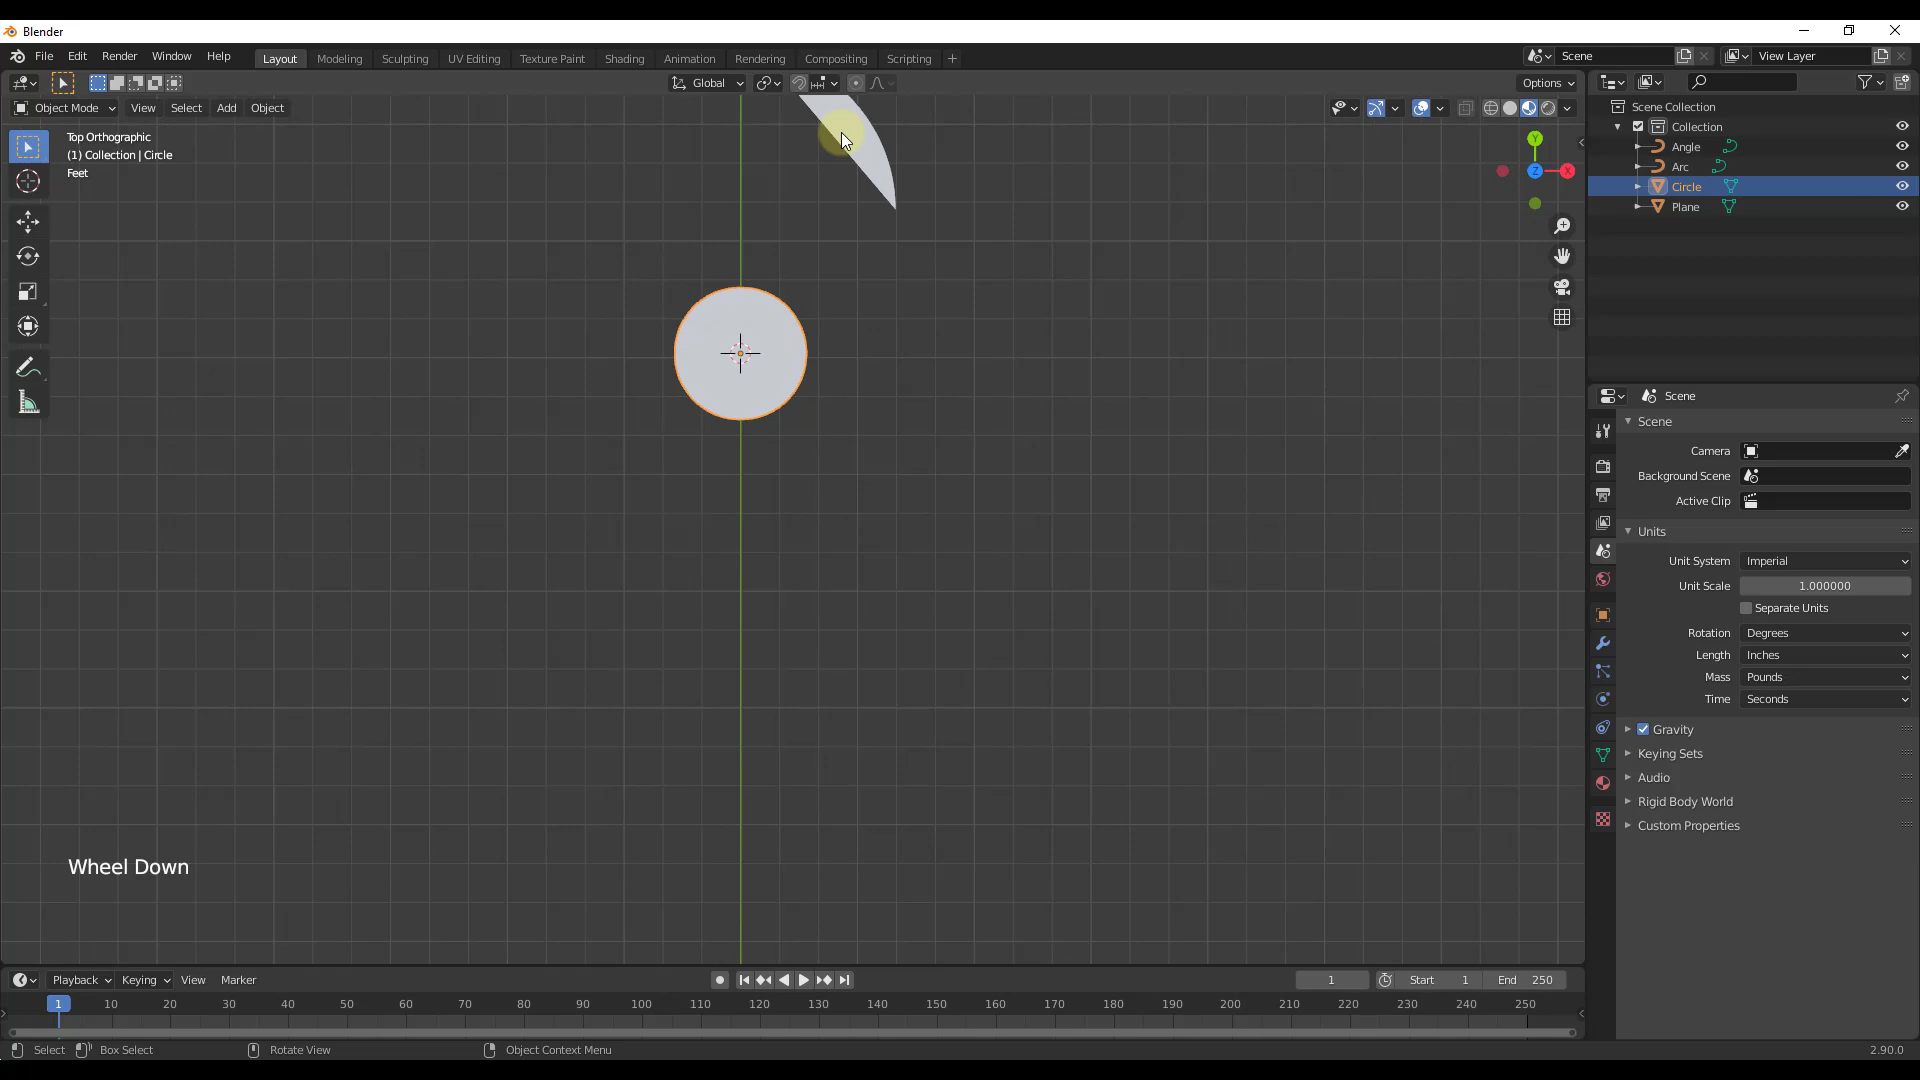 Blender
File Edit Render Window Help
Layout Modeling Sculpting UV Editing Texture Paint Shading Animation Rendering Compositing Scripting +
Scene
View Layer
Global
Options
Object Mode View Select Add Object
Top Orthographic
(1) Collection | Circle
Feet
Y
X
Z
Wheel Down
Scene Collection
Collection
Angle
Arc
Circle
Plane
Scene
Scene
Camera
Background Scene
Active Clip
Units
Unit System Imperial
Unit Scale 1.000000
Separate Units
Rotation Degrees
Length Inches
Mass Pounds
Time Seconds
Gravity
Keying Sets
Audio
Rigid Body World
Custom Properties
Playback Keying View Marker
1 Start 1 End 250
1 10 20 30 40 50 60 70 80 90 100 110 120 130 140 150 160 170 180 190 200 210 220 230 240 250
Select Box Select Rotate View Object Context Menu 2.90.0